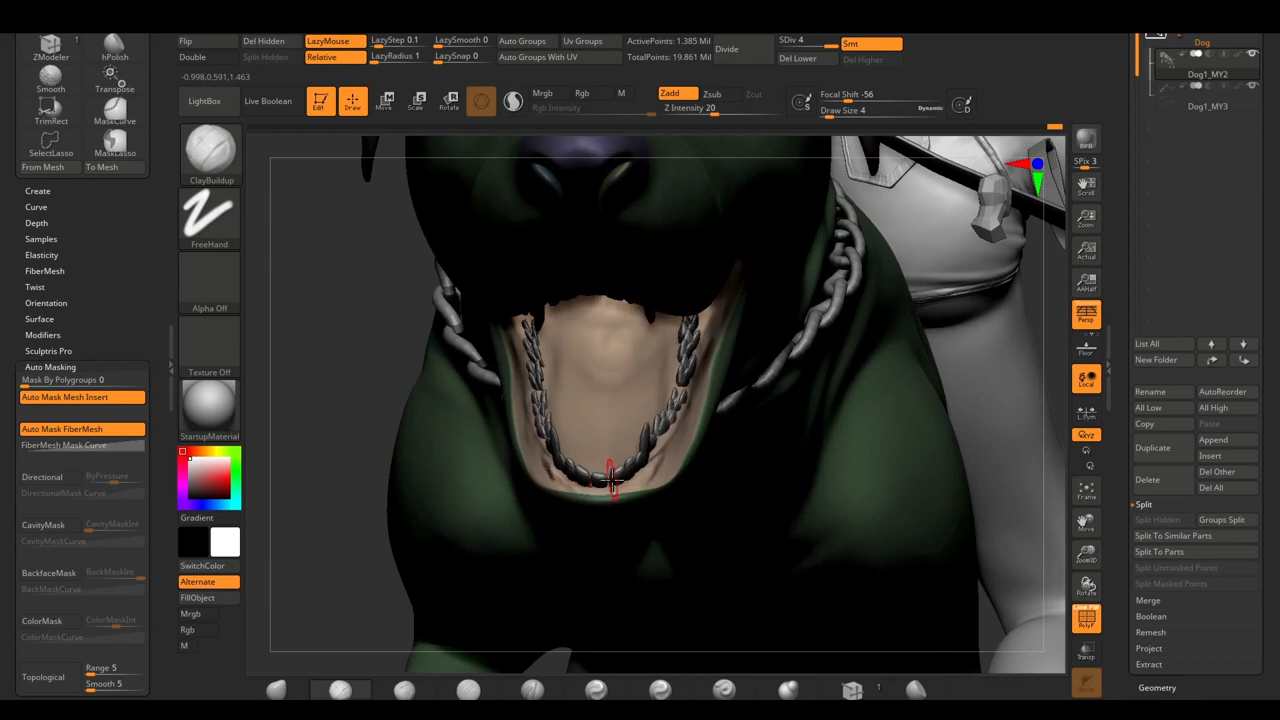 ZModeler 1 hPolish
Smooth Transpose
TrimRect MaskCurve
SelectLasso MaskLasso
From Mesh To Mesh
Create
Curve
Depth
Samples
Elasticity
FiberMesh
Twist
Orientation
Surface
Modifiers
Sculptris Pro
Auto Masking
Mask By Polygroups 0
Auto Mask Mesh Insert
Auto Mask FiberMesh
FiberMesh Mask Curve
Directional ByPressure
DirectionalMask Curve
CavityMask CavityMaskInt
CavityMaskCurve
BackfaceMask BackMaskInt
BackMaskCurve
ColorMask ColorMaskInt
ColorMaskCurve
Topological Range 5
Smooth 5
Flip Del Hidden LazyMouse LazyStep 0.1 LazySmooth 0 Auto Groups Uv Groups ActivePoints: 1.385 Mil Divide SDiv 4 Smt
Double Split Hidden Relative LazyRadius 1 LazySnap 0 Auto Groups With UV TotalPoints: 19.861 Mil Del Lower Del Higher
-0.998,0.591,1.463
LightBox Live Boolean Edit Draw Move Scale Rotate Mrgb Rgb M Zadd Zsub Zcut Focal Shift -56
Rgb Intensity Z Intensity 20 Draw Size 4 Dynamic
S D
ClayBuildup
FreeHand
Alpha Off
Texture Off
StartupMaterial
Gradient
SwitchColor
Alternate
FillObject
Mrgb
Rgb
M
1
BPR
SPix 3
Scroll
Zoom
Actual
AAHalf
Persp
Floor
Local
L.Sym
XYZ
Frame
Move
Zoom3D
Rotate
Line Fill
PolyF
Transp
Dog
Dog1_MY2
Dog1_MY3
List All
New Folder
Rename AutoReorder
All Low All High
Copy Paste
Duplicate Append
Insert
Delete Del Other
Del All
Split
Split Hidden Groups Split
Split To Similar Parts
Split To Parts
Split Unmasked Points
Split Masked Points
Merge
Boolean
Remesh
Project
Extract
Geometry